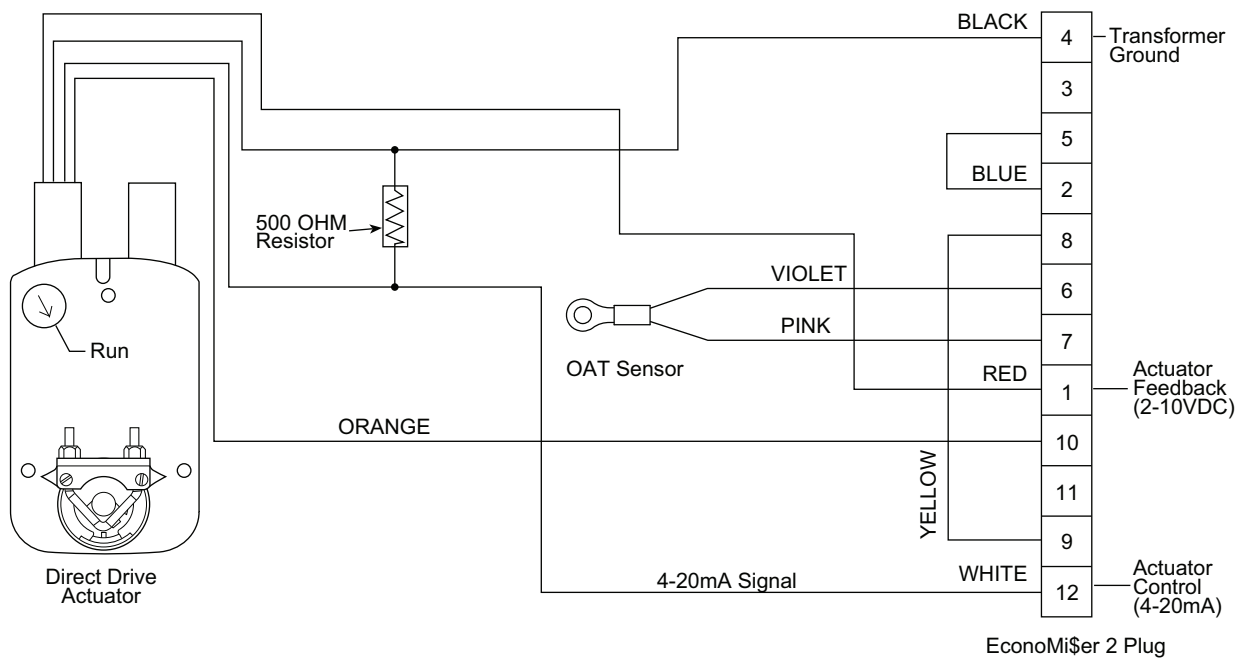 BLACK
4
Transformer
Ground
3
5
BLUE
2
500 OHM
Resistor
8
VIOLET
6
PINK
7
Run
OAT Sensor
RED
1
Actuator
Feedback
(2-10VDC)
ORANGE
10
YELLOW
11
9
Direct Drive
Actuator
4-20mA Signal
WHITE
12
Actuator
Control
(4-20mA)
EconoMi$er 2 Plug